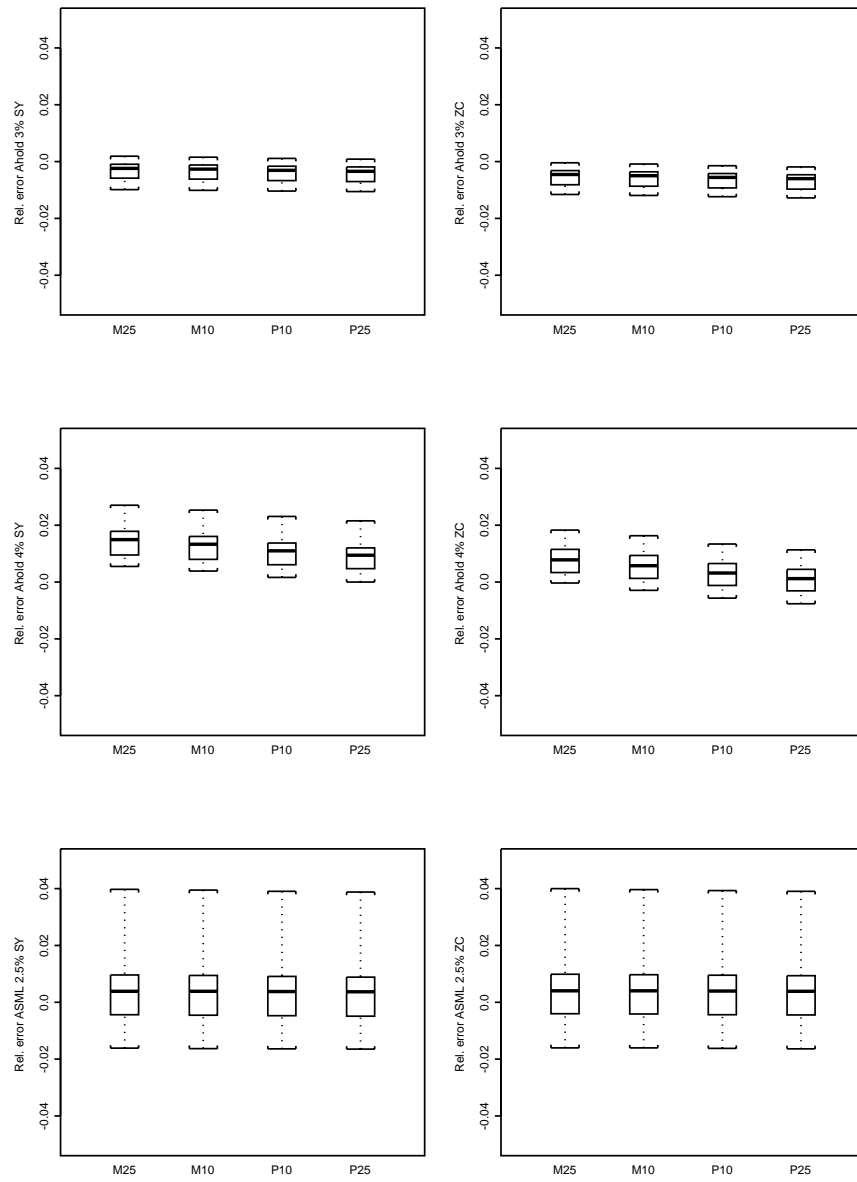 Rel. error Ahold 3% SY
0.04
0.02
0.0
-0.02
-0.04
M25 M10 P10 P25
Rel. error Ahold 3% ZC
0.04
0.02
0.0
-0.02
-0.04
M25 M10 P10 P25
Rel. error Ahold 4% SY
0.04
0.02
0.0
-0.02
-0.04
M25 M10 P10 P25
Rel. error Ahold 4% ZC
0.04
0.02
0.0
-0.02
-0.04
M25 M10 P10 P25
Rel. error ASML 2.5% SY
0.04
0.02
0.0
-0.02
-0.04
M25 M10 P10 P25
Rel. error ASML 2.5% ZC
0.04
0.02
0.0
-0.02
-0.04
M25 M10 P10 P25